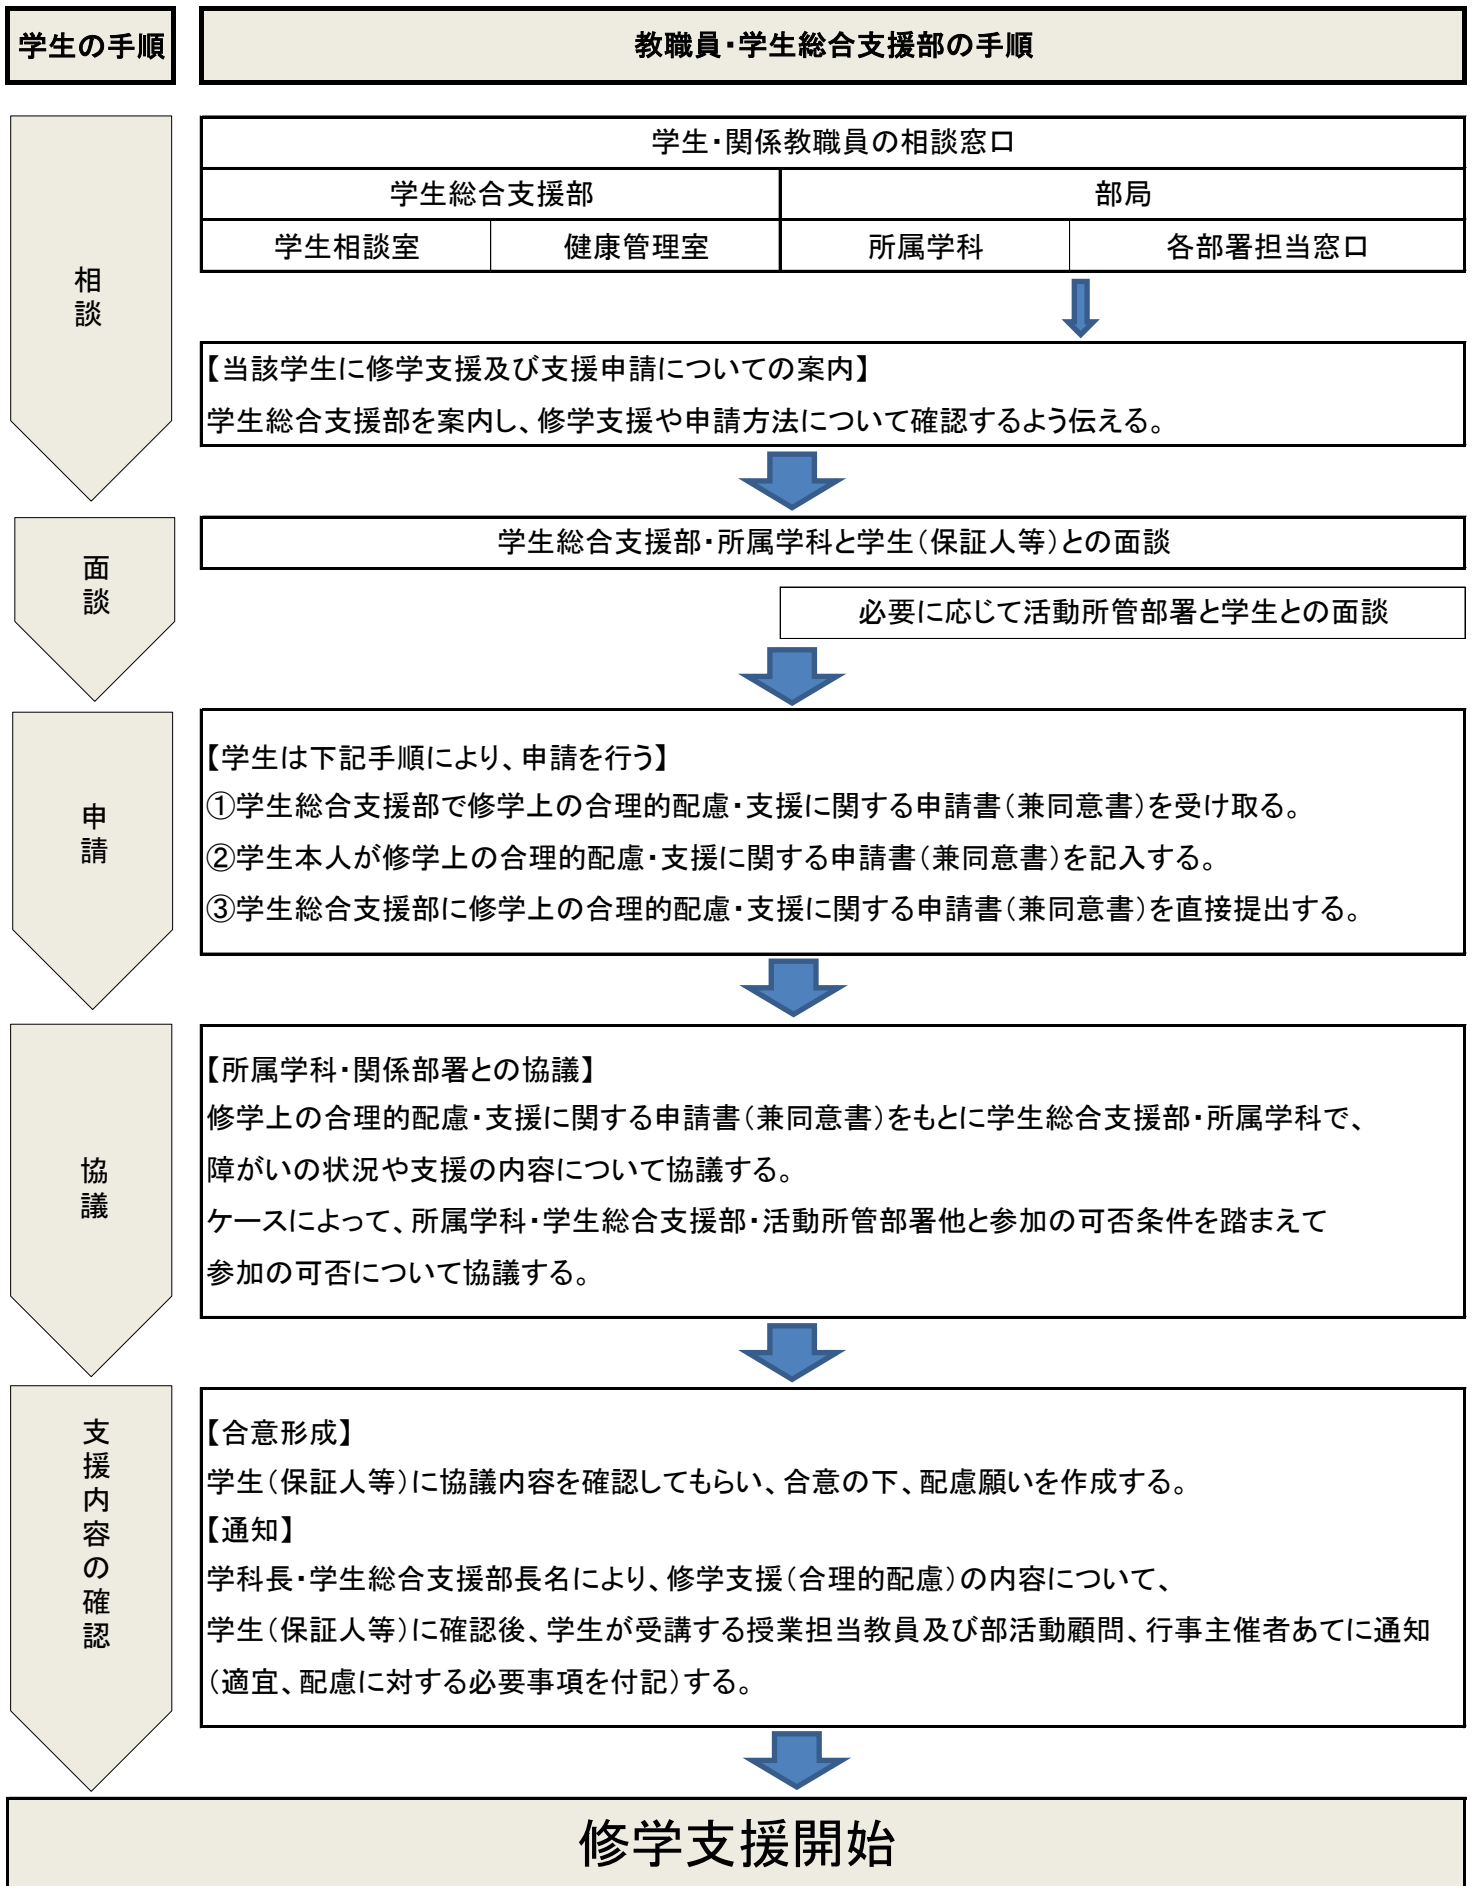 学生の手順
教職員・学生総合支援部の手順
相談
学生・関係教職員の相談窓口
学生総合支援部
部局
学生相談室
健康管理室
所属学科
各部署担当窓口
【当該学生に修学支援及び支援申請についての案内】
学生総合支援部を案内し、修学支援や申請方法について確認するよう伝える。
面談
学生総合支援部・所属学科と学生（保証人等）との面談
必要に応じて活動所管部署と学生との面談
申請
【学生は下記手順により、申請を行う】
①学生総合支援部で修学上の合理的配慮・支援に関する申請書（兼同意書）を受け取る。
②学生本人が修学上の合理的配慮・支援に関する申請書（兼同意書）を記入する。
③学生総合支援部に修学上の合理的配慮・支援に関する申請書（兼同意書）を直接提出する。
協議
【所属学科・関係部署との協議】
修学上の合理的配慮・支援に関する申請書（兼同意書）をもとに学生総合支援部・所属学科で、
障がいの状況や支援の内容について協議する。
ケースによって、所属学科・学生総合支援部・活動所管部署他と参加の可否条件を踏まえて
参加の可否について協議する。
支援内容の確認
【合意形成】
学生（保証人等）に協議内容を確認してもらい、合意の下、配慮願いを作成する。
【通知】
学科長・学生総合支援部長名により、修学支援（合理的配慮）の内容について、
学生（保証人等）に確認後、学生が受講する授業担当教員及び部活動顧問、行事主催者あてに通知
（適宜、配慮に対する必要事項を付記）する。
修学支援開始